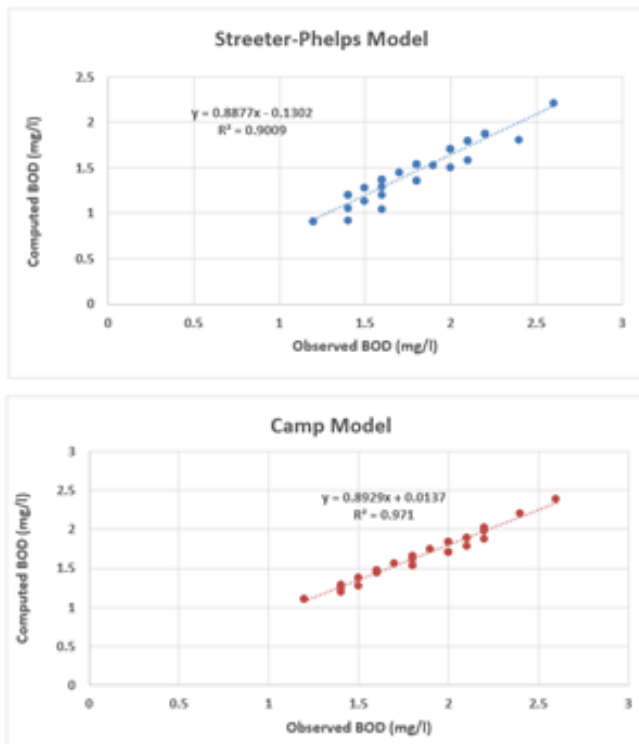 Streeter-Phelps Model
2.5
y = 0.8877x - 0.1302
R² = 0.9009
2
1.5
1
0.5
0
Computed BOD (mg/l)
0 0.5 1 1.5 2 2.5 3
Observed BOD (mg/l)
Camp Model
3
2.5
y = 0.8929x + 0.0137
R² = 0.971
2
1.5
1
0.5
0
Computed BOD (mg/l)
0 0.5 1 1.5 2 2.5 3
Observed BOD (mg/l)